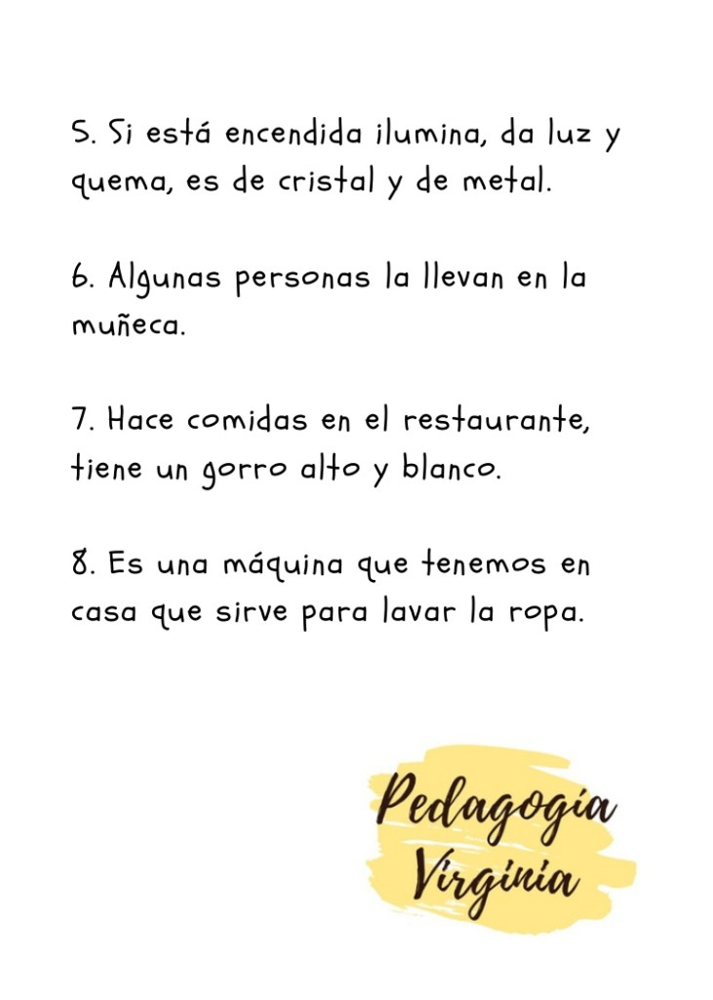 5. Si está encendida ilumina, da luz y
quema, es de cristal y de metal.
6. Algunas personas la llevan en la
muñeca.
7. Hace comidas en el restaurante,
tiene un gorro alto y blanco.
8. Es una máquina que tenemos en
casa que sirve para lavar la ropa.
Pedagogía
Virginia